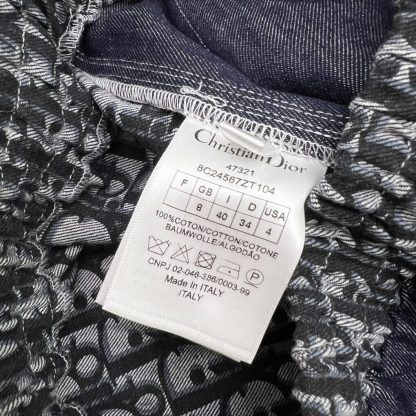 Christian Dior
47321
8C24567ZT104
F GB I D USA
8 40 34 4
100%COTON/COTTON/COTONE
BAUMWOLLE/ALGODÃO
P
CNPJ 02-046-386/0003-99
Made In ITALY
ITALY